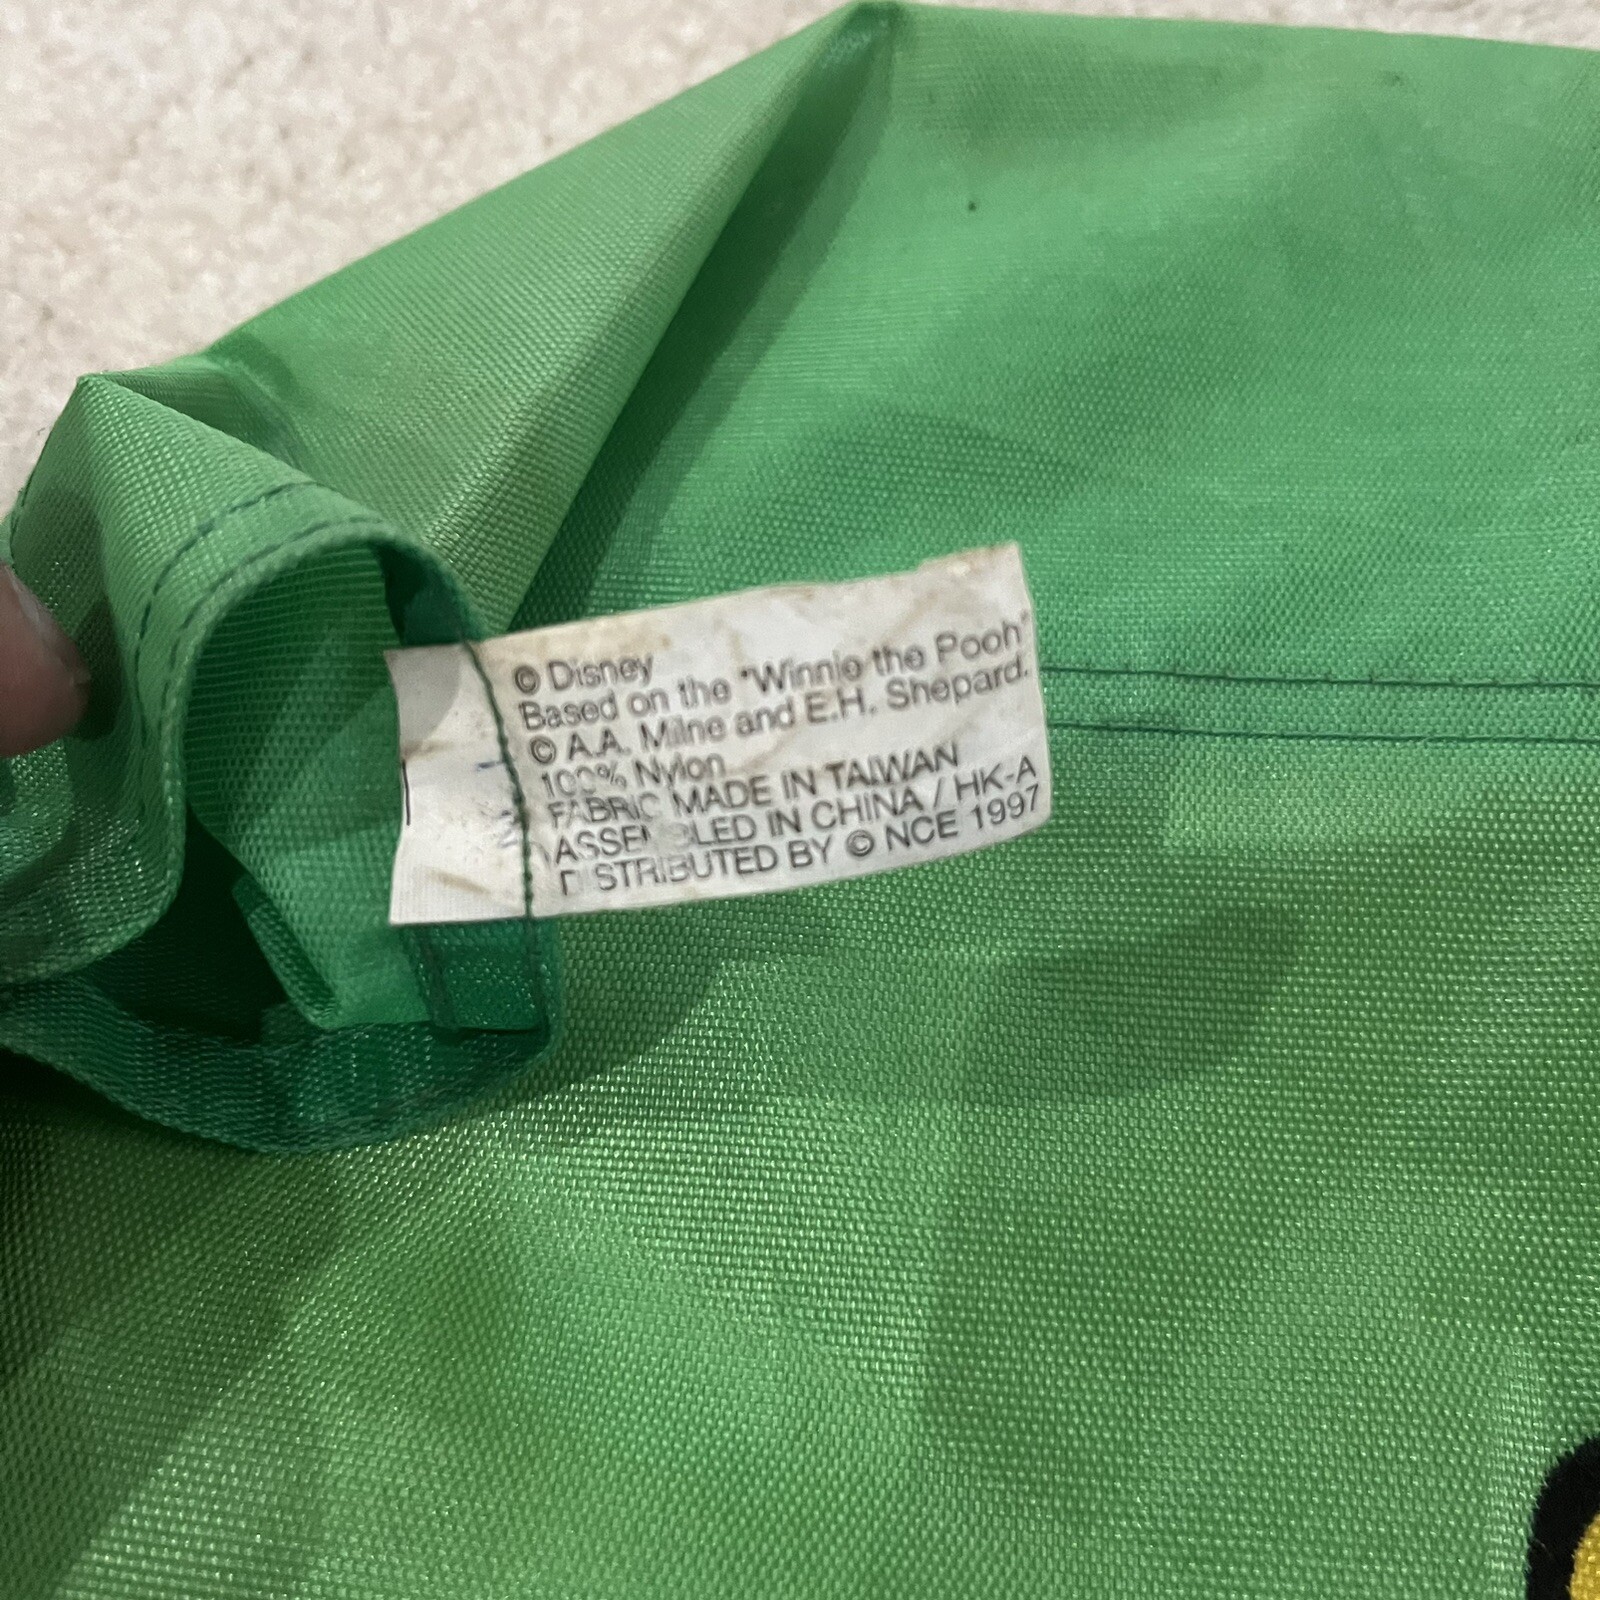 © Disney
Based on the "Winnie the Pooh"
© A.A. Milne and E.H. Shepard.
100% Nylon
FABRIC MADE IN TAIWAN
ASSEMBLED IN CHINA / HK-A
DISTRIBUTED BY © NCE 1997